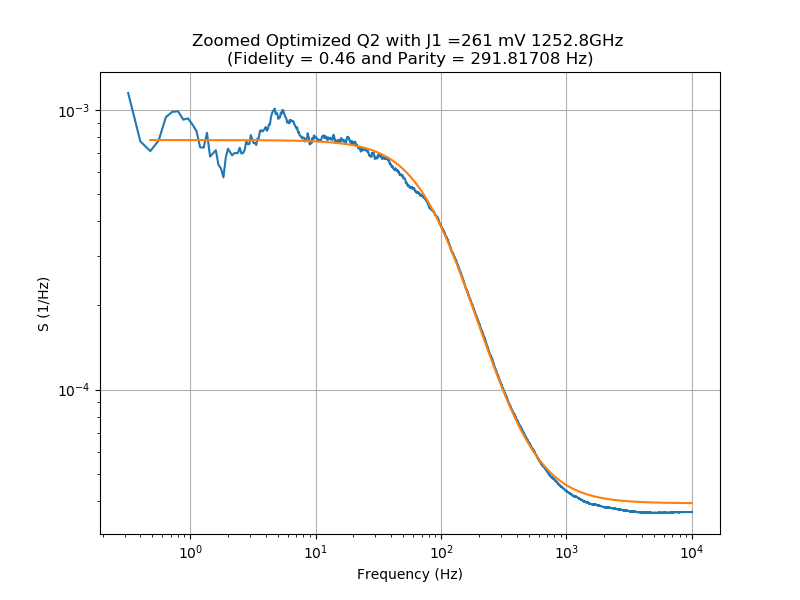 Zoomed Optimized Q2 with J1 =261 mV 1252.8GHz
(Fidelity = 0.46 and Parity = 291.81708 Hz)
10⁻³
10⁻⁴
S (1/Hz)
10⁰ 10¹ 10² 10³ 10⁴
Frequency (Hz)